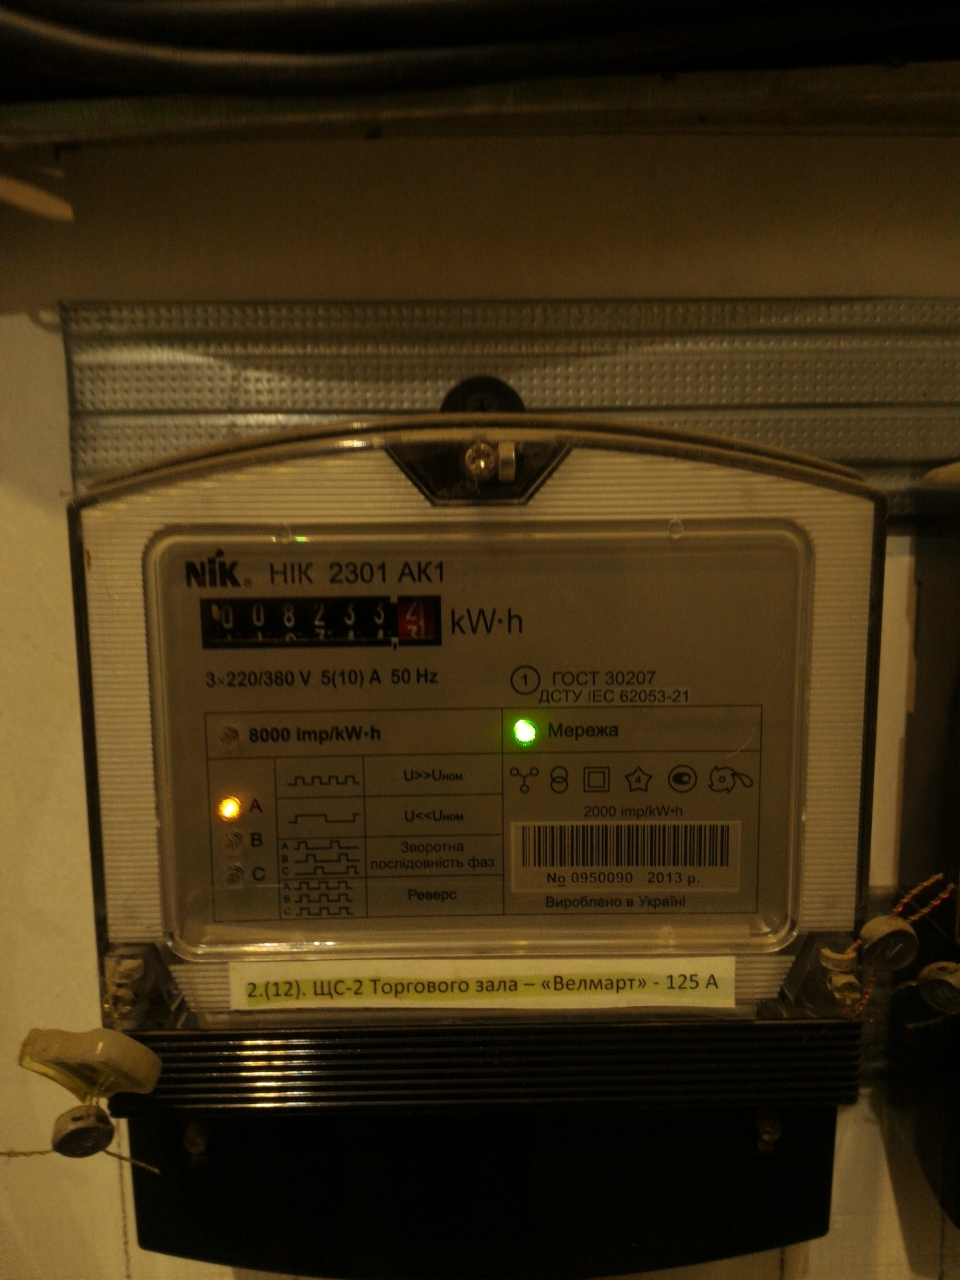 NiK® НІК 2301 АК1
008233 kW·h
3×220/380 V 5(10) A 50 Hz
1 ГОСТ 30207
ДСТУ IEC 62053-21
8000 imp/kW·h
Мережа
A U>>Uном
B U<<Uном
C A B C Зворотна
послідовність фаз
A B C Реверс
4
2000 imp/kW·h
№ 0950090 2013 р.
Вироблено в Україні
2.(12). ЩС-2 Торгового зала – «Велмарт» - 125 А